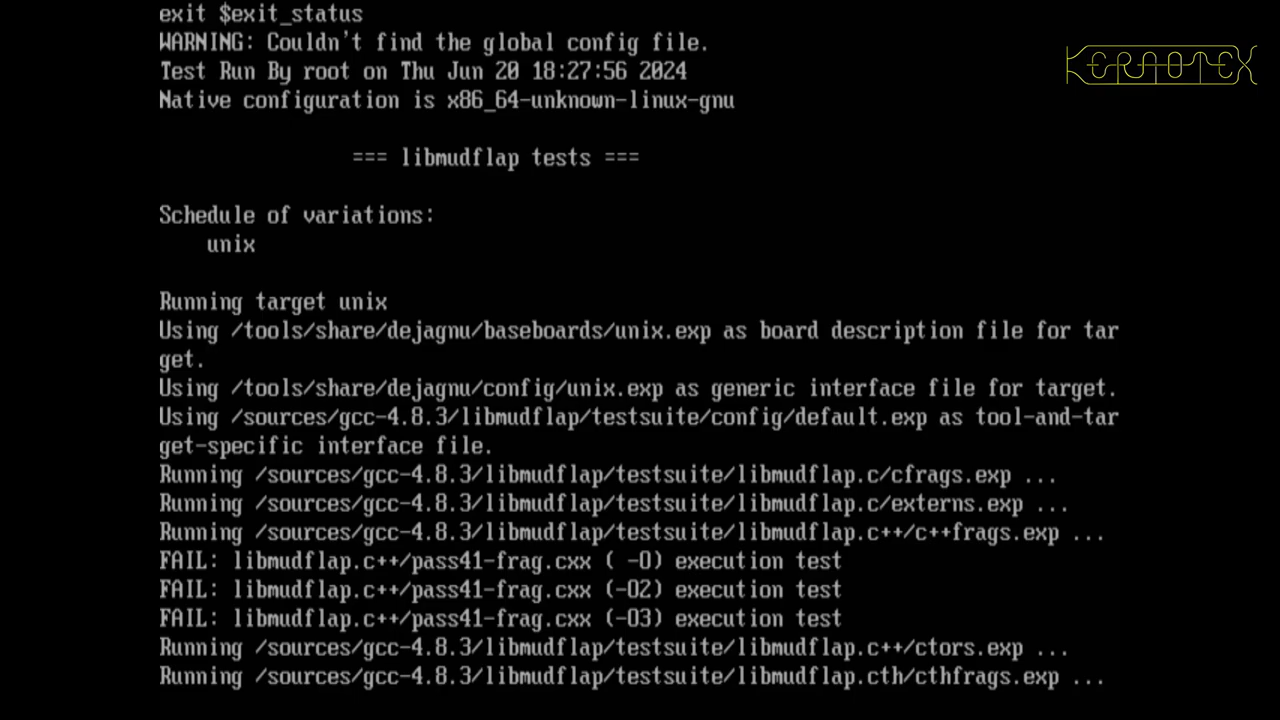 exit $exit_status
WARNING: Couldn't find the global config file.
Test Run By root on Thu Jun 20 18:27:56 2024
Native configuration is x86_64-unknown-linux-gnu
=== libmudflap tests ===
Schedule of variations:
unix
Running target unix
Using /tools/share/dejagnu/baseboards/unix.exp as board description file for tar
get.
Using /tools/share/dejagnu/config/unix.exp as generic interface file for target.
Using /sources/gcc-4.8.3/libmudflap/testsuite/config/default.exp as tool-and-tar
get-specific interface file.
Running /sources/gcc-4.8.3/libmudflap/testsuite/libmudflap.c/cfrags.exp ...
Running /sources/gcc-4.8.3/libmudflap/testsuite/libmudflap.c/externs.exp ...
Running /sources/gcc-4.8.3/libmudflap/testsuite/libmudflap.c++/c++frags.exp ...
FAIL: libmudflap.c++/pass41-frag.cxx ( -O) execution test
FAIL: libmudflap.c++/pass41-frag.cxx (-O2) execution test
FAIL: libmudflap.c++/pass41-frag.cxx (-O3) execution test
Running /sources/gcc-4.8.3/libmudflap/testsuite/libmudflap.c++/ctors.exp ...
Running /sources/gcc-4.8.3/libmudflap/testsuite/libmudflap.cth/cthfrags.exp ...